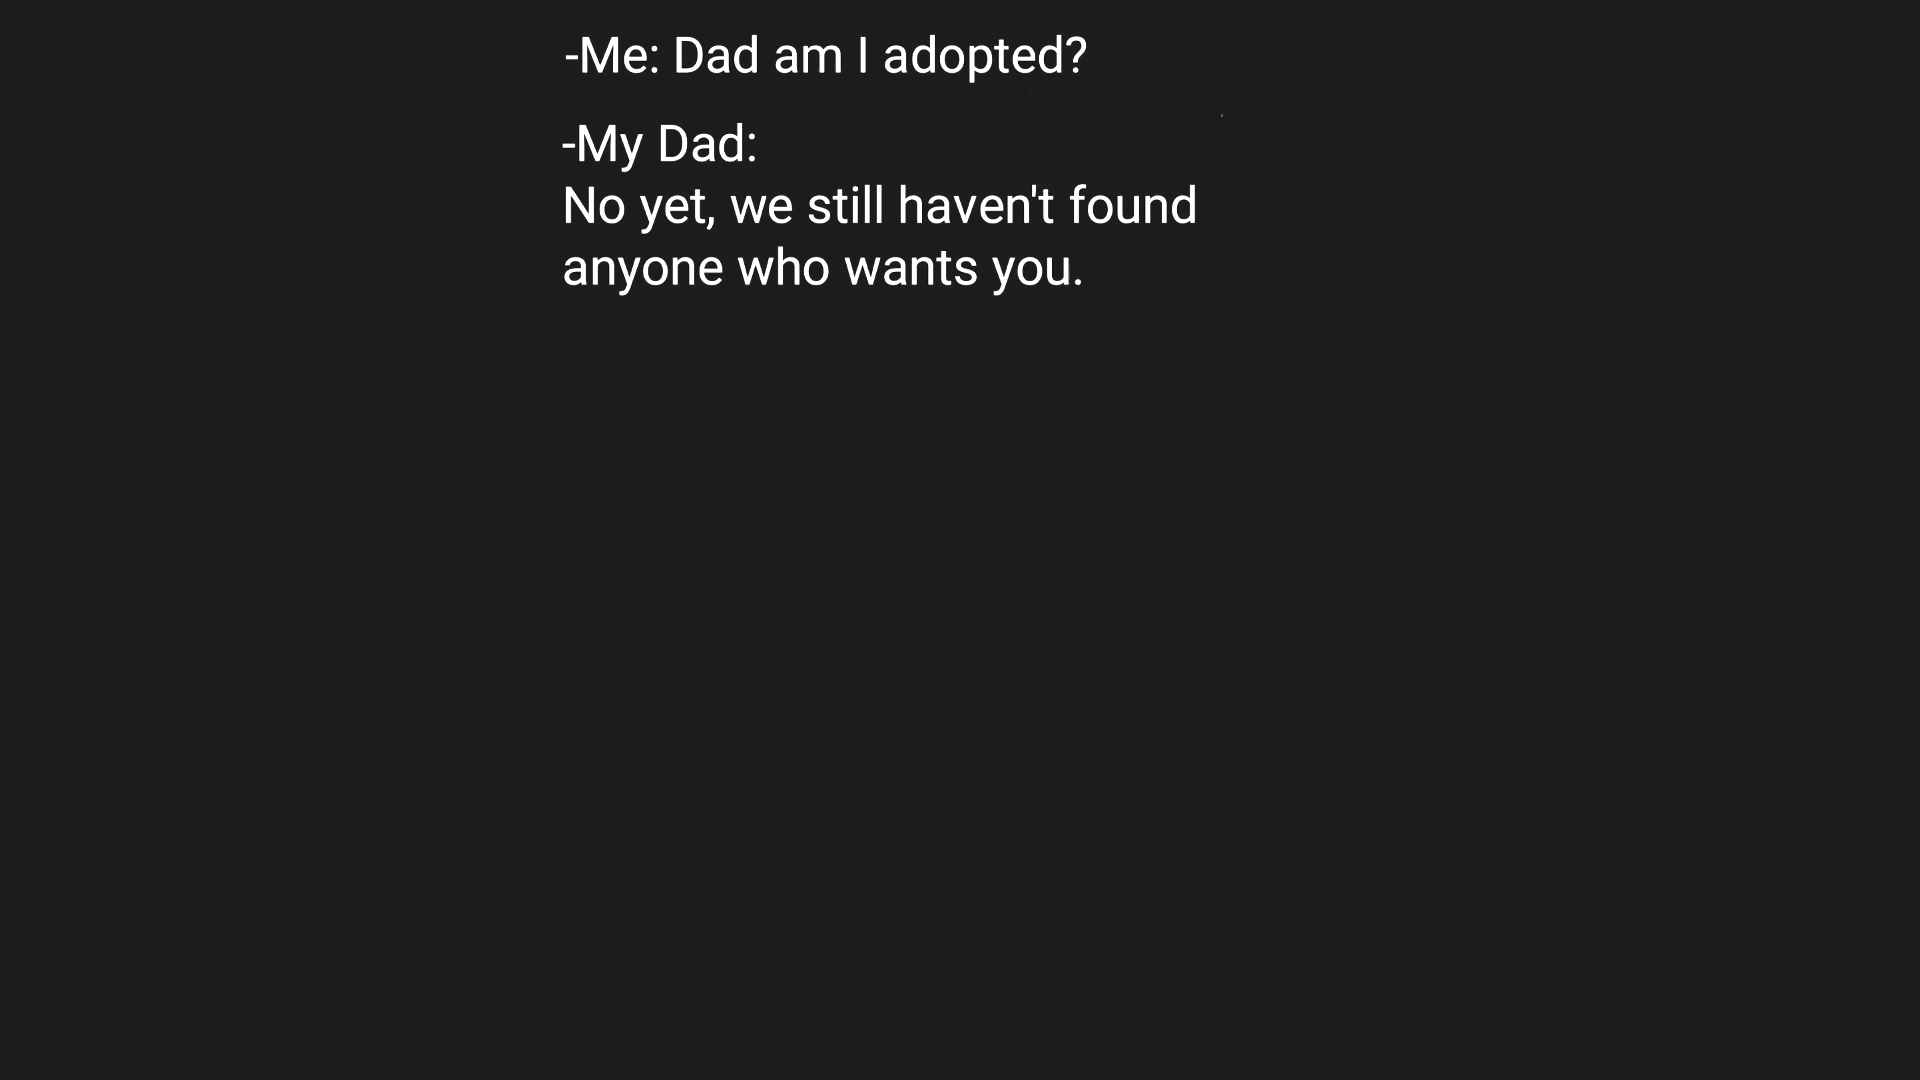 -Me: Dad am I adopted?
-My Dad:
No yet, we still haven't found
anyone who wants you.